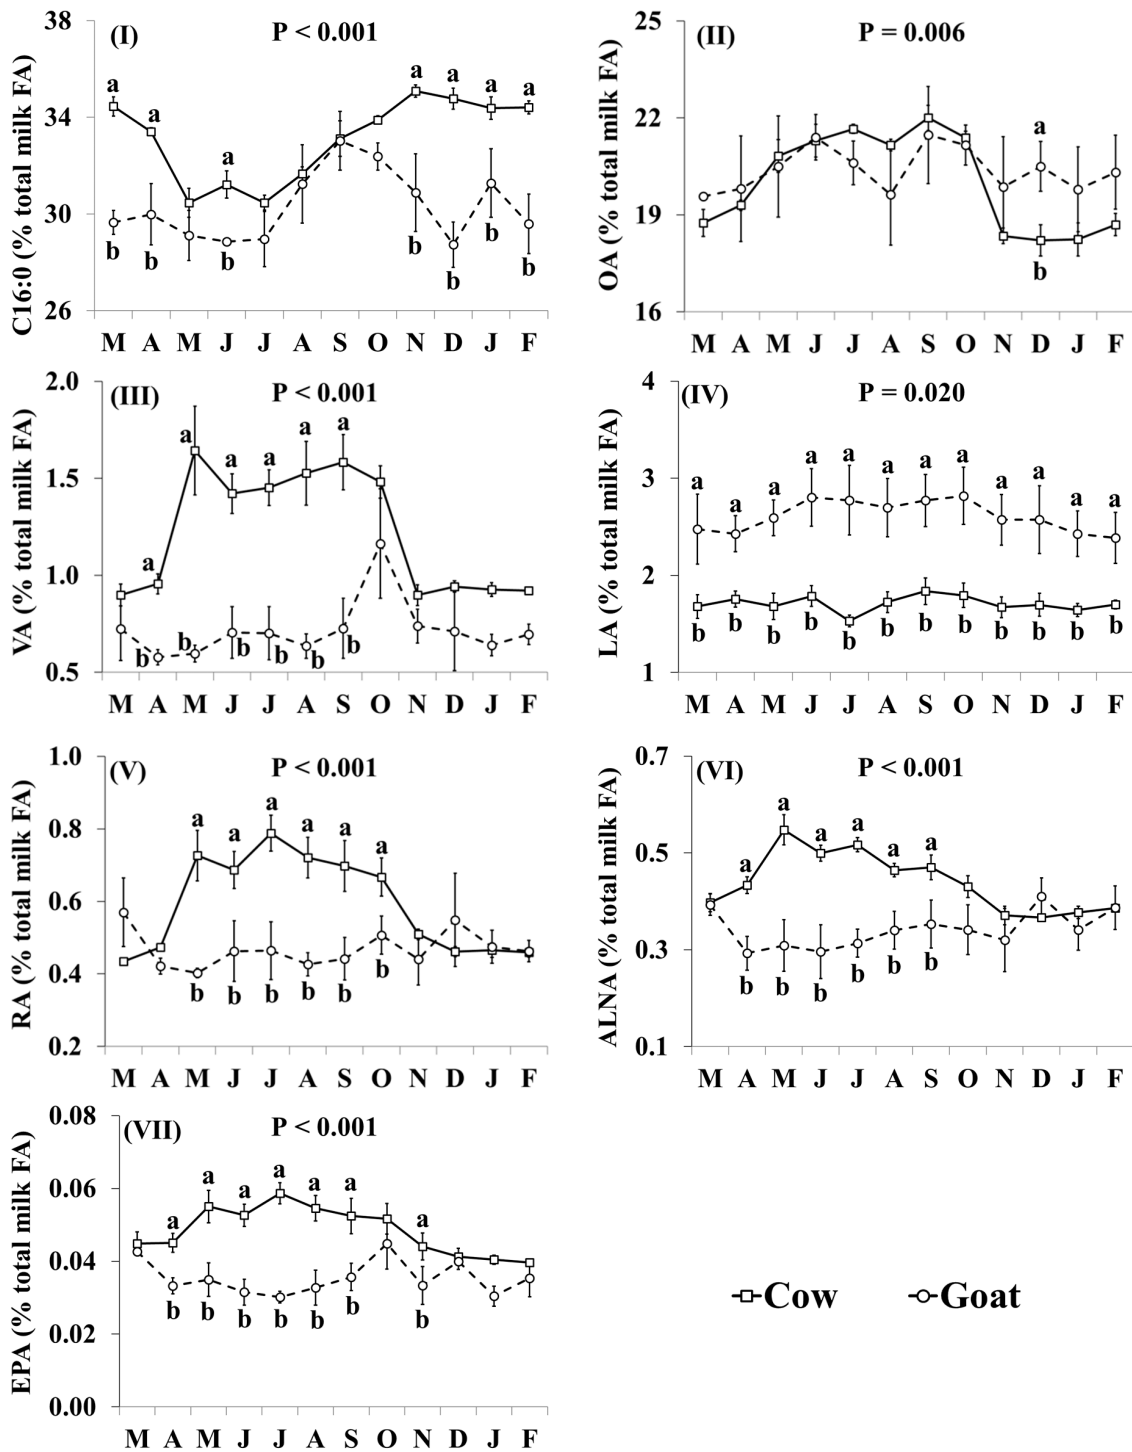 (I) P < 0.001
C16:0 (% total milk FA)
38
34
30
26
a a a a a a a
b b b b b b b
M A M J J A S O N D J F
(II) P = 0.006
OA (% total milk FA)
25
22
19
16
a
b
M A M J J A S O N D J F
(III) P < 0.001
VA (% total milk FA)
2.0
1.5
1.0
0.5
a a a a a a
b b b b b b
M A M J J A S O N D J F
(IV) P = 0.020
LA (% total milk FA)
4
3
2
1
a a a a a a a a a a a a
b b b b b b b b b b b b
M A M J J A S O N D J F
(V) P < 0.001
RA (% total milk FA)
1.0
0.8
0.6
0.4
0.2
a a a a a a
b b b b b b
M A M J J A S O N D J F
(VI) P < 0.001
ALNA (% total milk FA)
0.7
0.5
0.3
0.1
a a a a a a
b b b b b b
M A M J J A S O N D J F
(VII) P < 0.001
EPA (% total milk FA)
0.08
0.06
0.04
0.02
0.00
a a a a a a a
b b b b b b b
M A M J J A S O N D J F
Cow Goat